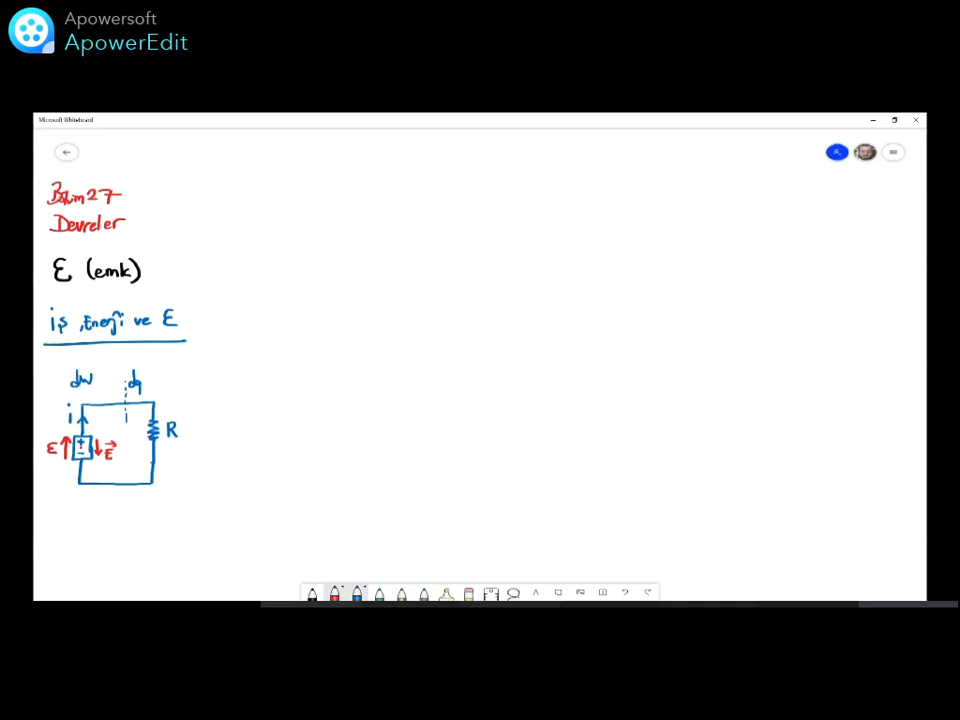 Apowersoft
ApowerEdit
Microsoft Whiteboard
Bölüm 27
Devreler
ℰ (emk)
iş, Enerji ve ℰ
dw dq
i
R
ℰ + - E⃗